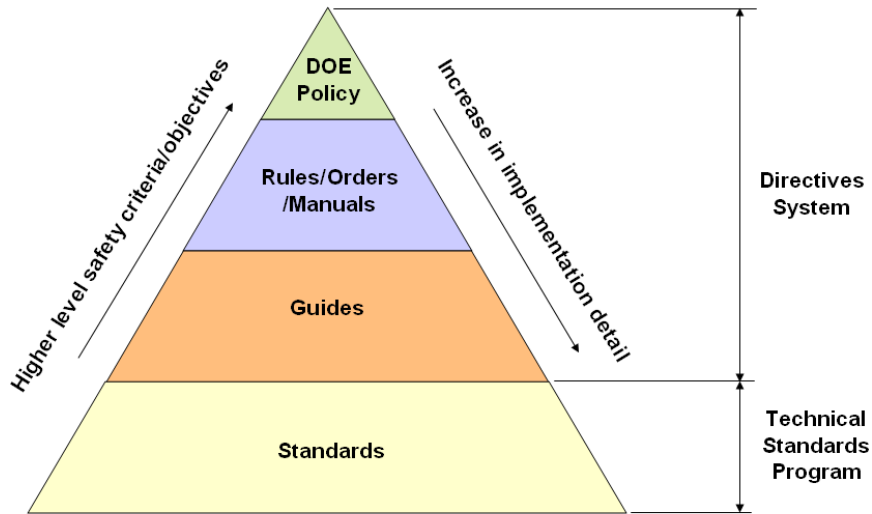 DOE
Policy
Rules/Orders
/Manuals
Guides
Standards
Higher level safety criteria/objectives
Increase in implementation detail
Directives
System
Technical
Standards
Program